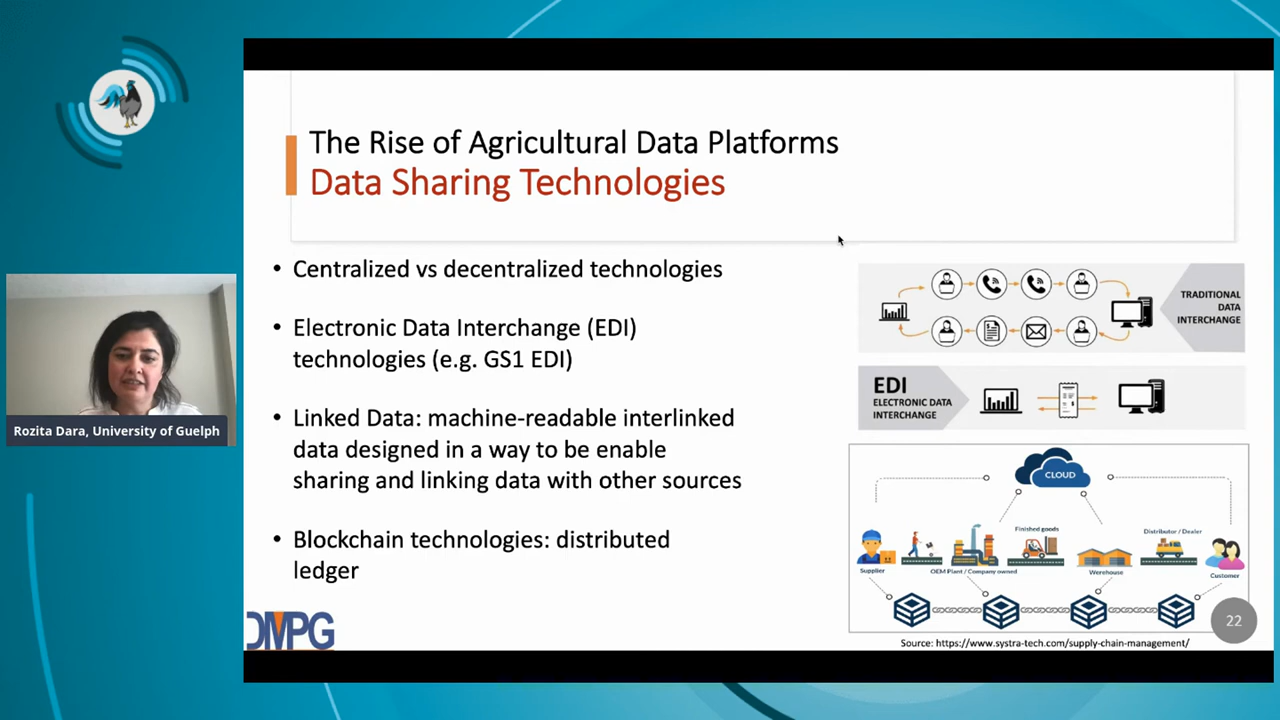 The Rise of Agricultural Data Platforms
Data Sharing Technologies
• Centralized vs decentralized technologies
• Electronic Data Interchange (EDI)
technologies (e.g. GS1 EDI)
• Linked Data: machine-readable interlinked
data designed in a way to be enable
sharing and linking data with other sources
• Blockchain technologies: distributed
ledger
TRADITIONAL
DATA
INTERCHANGE
EDI
ELECTRONIC DATA
INTERCHANGE
CLOUD
Finished goods
Distributor / Dealer
Supplier
OEM Plant / Company owned
Warehouse
Customer
Source: https://www.systra-tech.com/supply-chain-management/
22
DMPG
Rozita Dara, University of Guelph